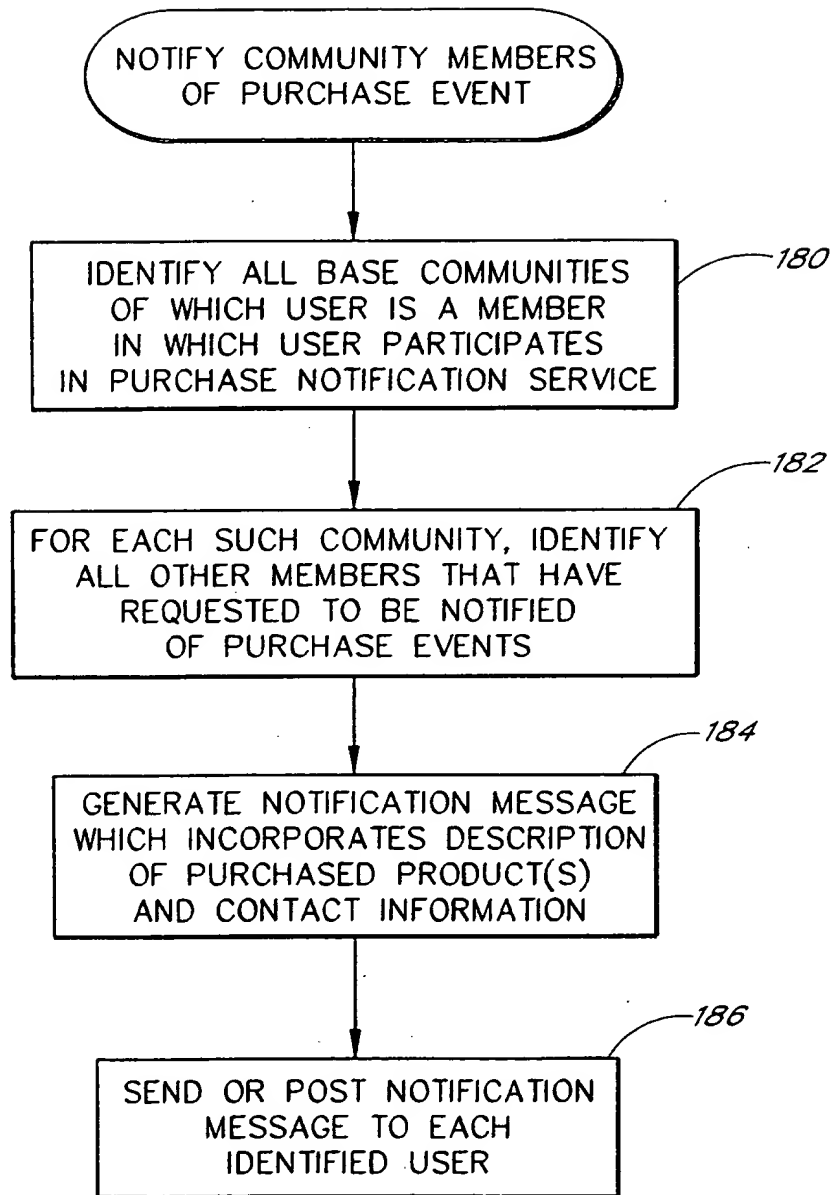 NOTIFY COMMUNITY MEMBERS
OF PURCHASE EVENT
IDENTIFY ALL BASE COMMUNITIES
OF WHICH USER IS A MEMBER
IN WHICH USER PARTICIPATES
IN PURCHASE NOTIFICATION SERVICE
180
FOR EACH SUCH COMMUNITY, IDENTIFY
ALL OTHER MEMBERS THAT HAVE
REQUESTED TO BE NOTIFIED
OF PURCHASE EVENTS
182
GENERATE NOTIFICATION MESSAGE
WHICH INCORPORATES DESCRIPTION
OF PURCHASED PRODUCT(S)
AND CONTACT INFORMATION
184
SEND OR POST NOTIFICATION
MESSAGE TO EACH
IDENTIFIED USER
186